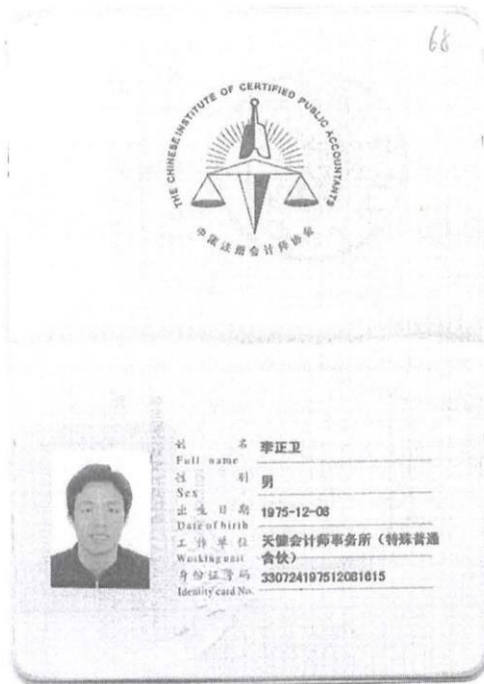 68
THE CHINESE INSTITUTE OF CERTIFIED PUBLIC ACCOUNTANTS
中国注册会计师协会
姓 名 李正卫
Full name
性 别 男
Sex
出 生 日 期 1975-12-08
Date of birth
工 作 单 位 天健会计师事务所（特殊普通
Working unit 合伙）
身份证号码 330724197512081615
Identity card No.